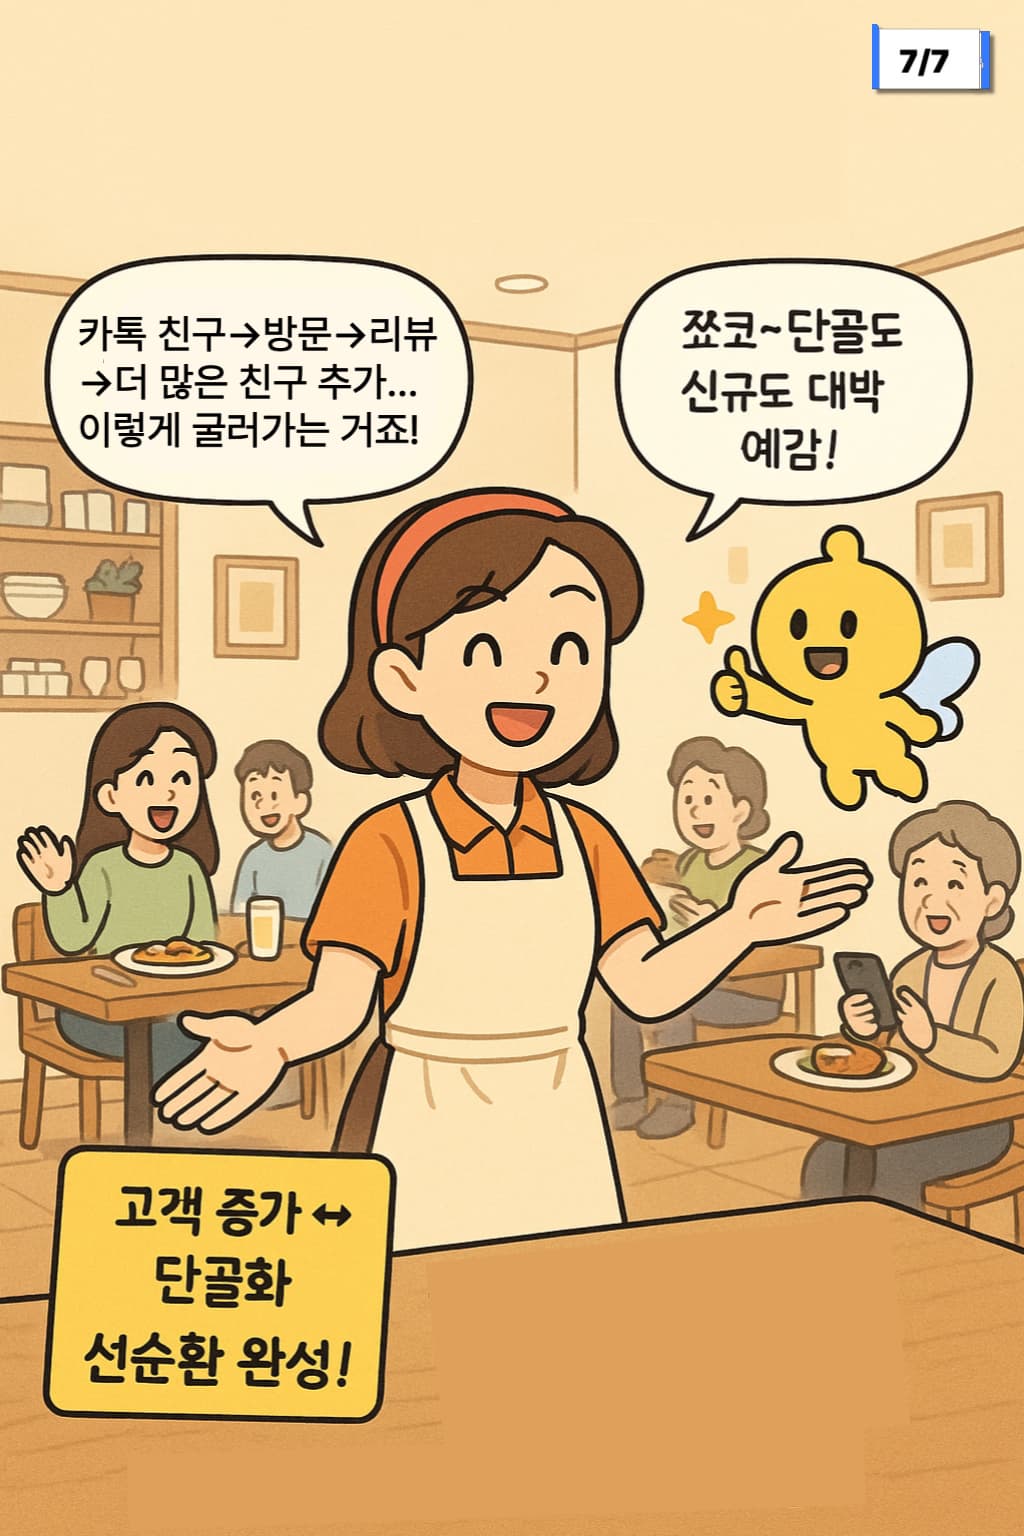 7/7
카톡 친구→방문→리뷰
→더 많은 친구 추가...
이렇게 굴러가는 거죠!
쬬코~단골도
신규도 대박
예감!
고객 증가 ↔
단골화
선순환 완성!